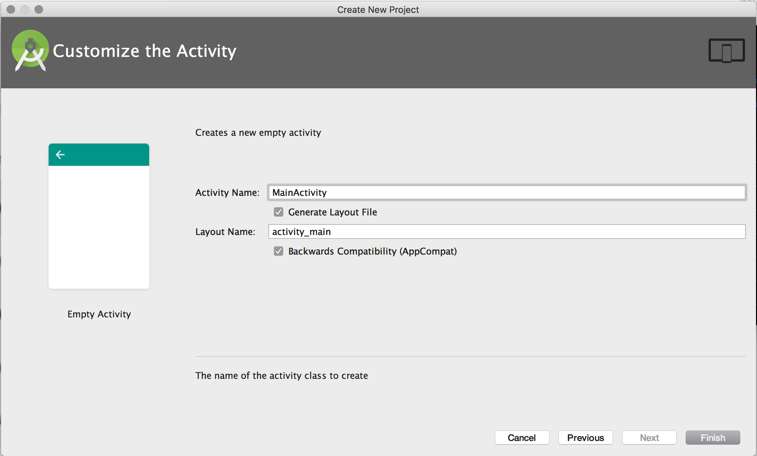 Create New Project
Customize the Activity
Creates a new empty activity
Activity Name: MainActivity
Generate Layout File
Layout Name: activity_main
Backwards Compatibility (AppCompat)
Empty Activity
The name of the activity class to create
Cancel Previous Next Finish